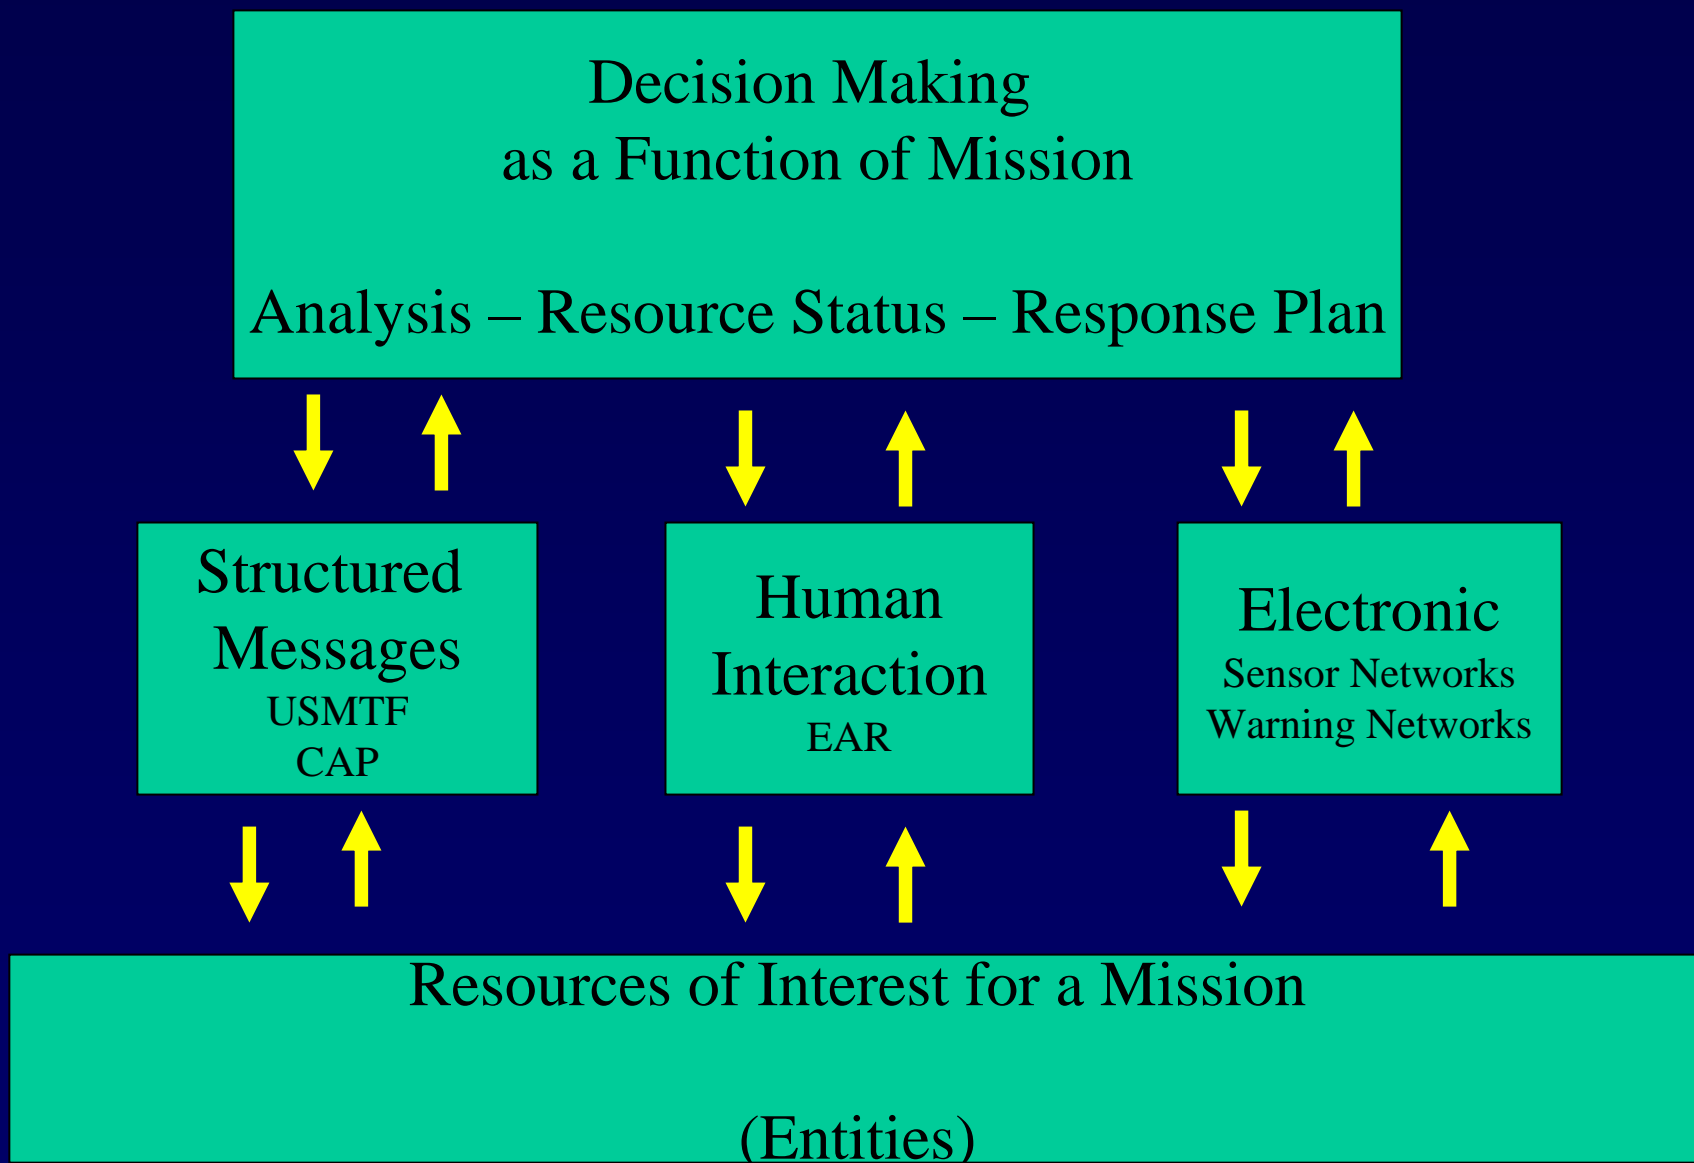 Decision Making
as a Function of Mission
Analysis – Resource Status – Response Plan
Structured
Messages
USMTF
CAP
Human
Interaction
EAR
Electronic
Sensor Networks
Warning Networks
Resources of Interest for a Mission
(Entities)